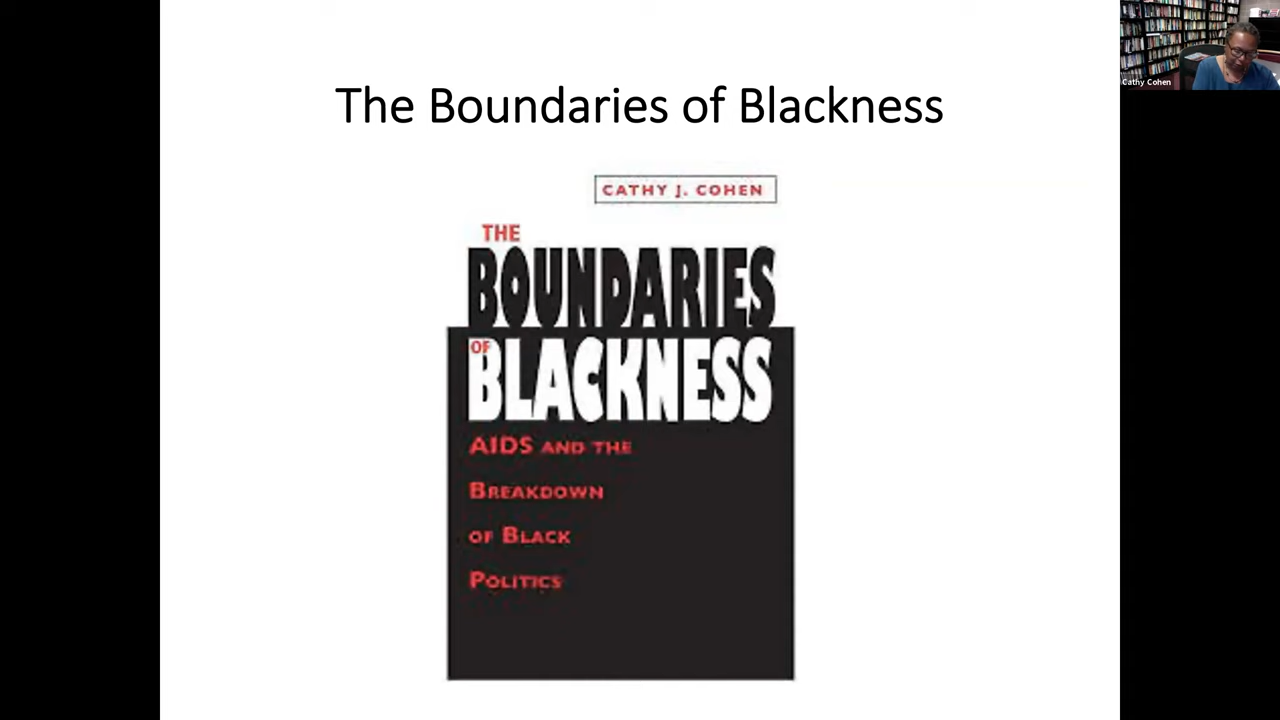 The Boundaries of Blackness
Cathy Cohen
CATHY J. COHEN
THE
BOUNDARIES
OF
BLACKNESS
AIDS AND THE
BREAKDOWN
OF BLACK
POLITICS